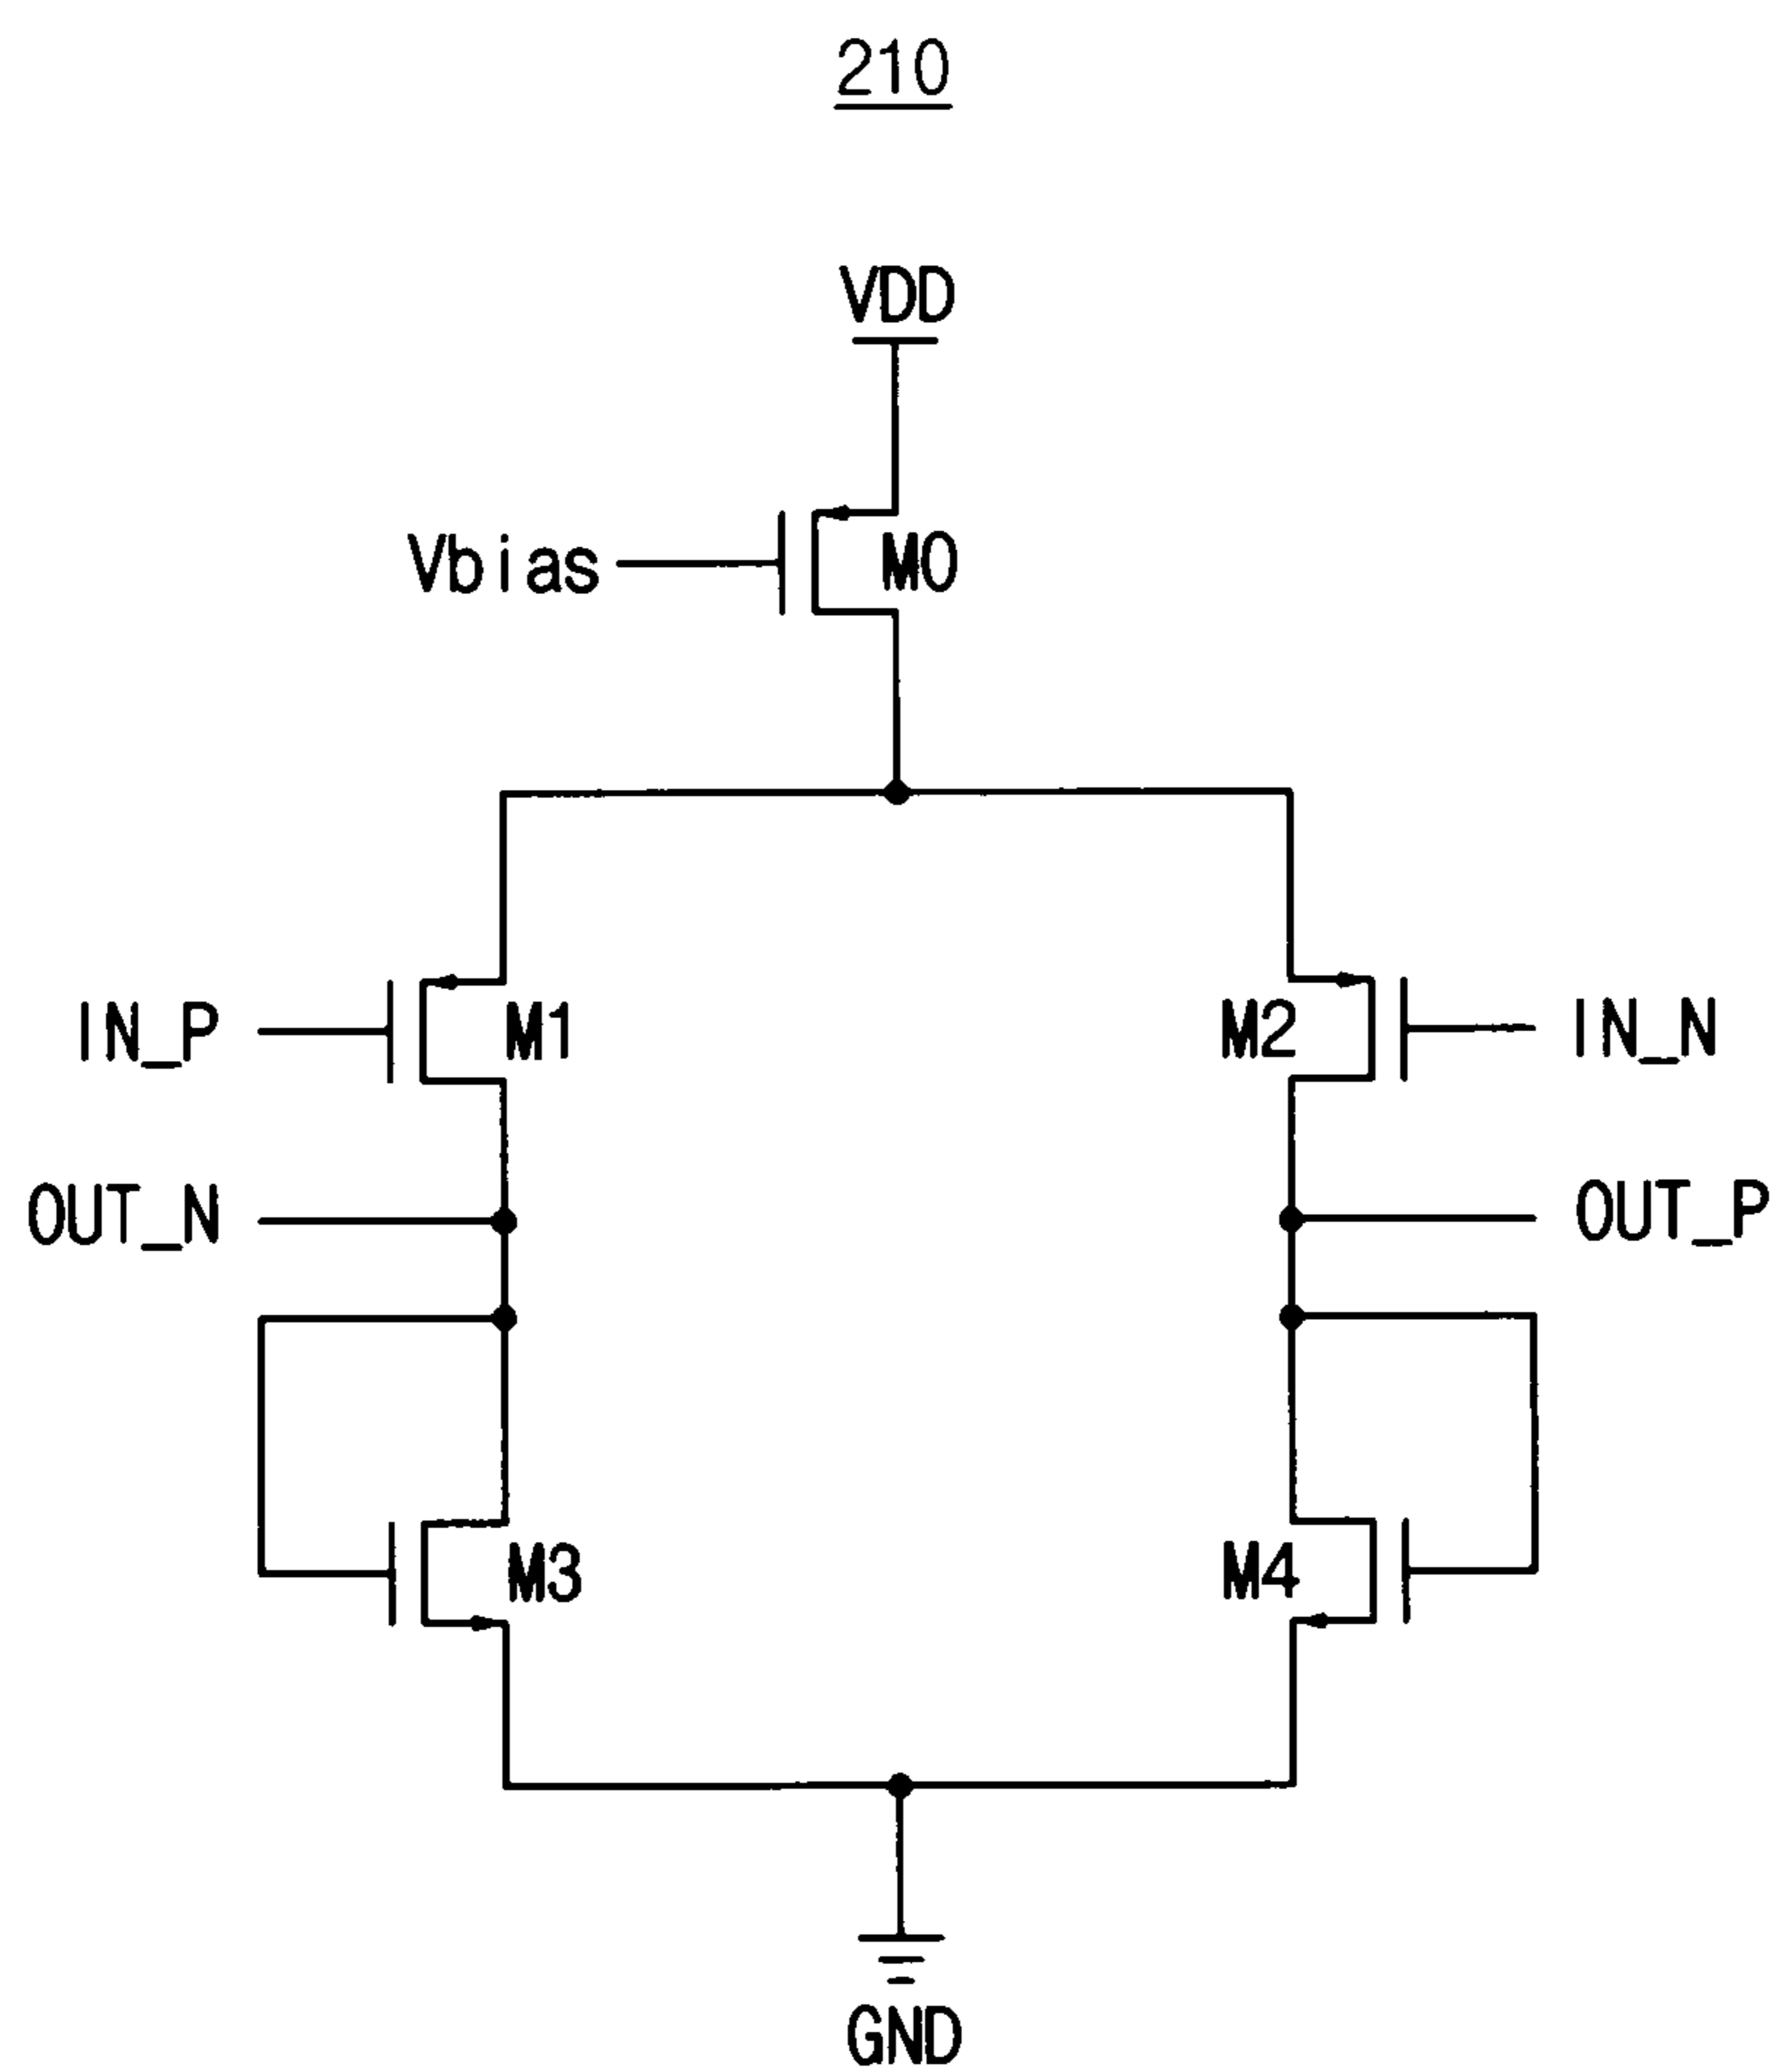 210
VDD
Vbias
M0
IN_P
M1
M2
IN_N
OUT_N
OUT_P
M3
M4
GND